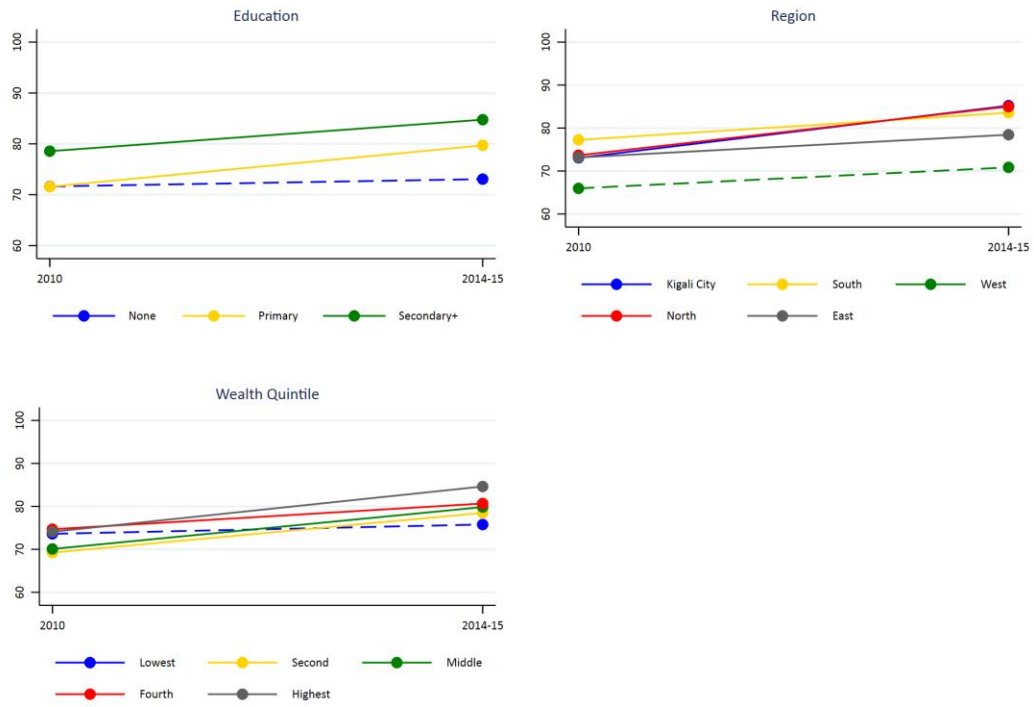 Education
100
90
80
70
60
2010 2014-15
None Primary Secondary+
Region
100
90
80
70
60
2010 2014-15
Kigali City South West
North East
Wealth Quintile
100
90
80
70
60
2010 2014-15
Lowest Second Middle
Fourth Highest